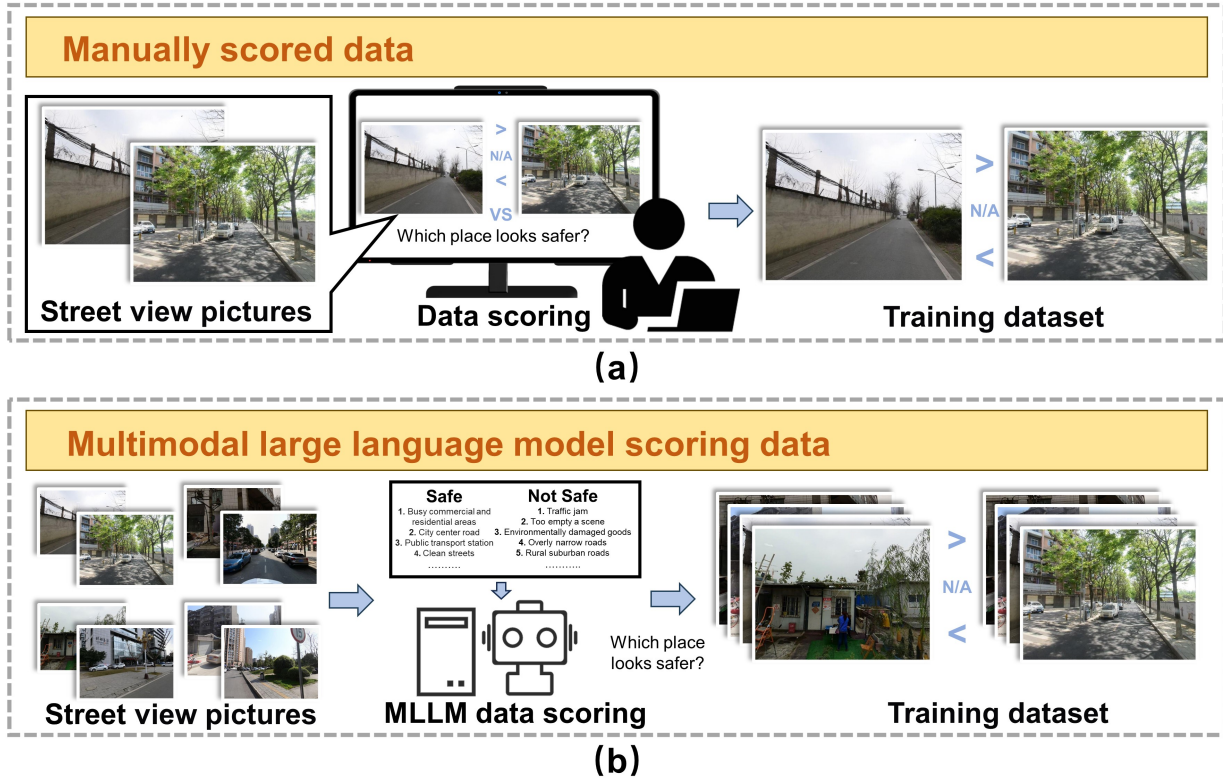 Manually scored data
>
N/A
<
VS
Which place looks safer?
Street view pictures
Data scoring
>
N/A
<
Training dataset
(a)
Multimodal large language model scoring data
Safe
1. Busy commercial and
residential areas
2. City center road
3. Public transport station
4. Clean streets
..........
Not Safe
1. Traffic jam
2. Too empty a scene
3. Environmentally damaged goods
4. Overly narrow roads
5. Rural suburban roads
...........
Which place
looks safer?
>
N/A
<
Street view pictures
MLLM data scoring
Training dataset
(b)